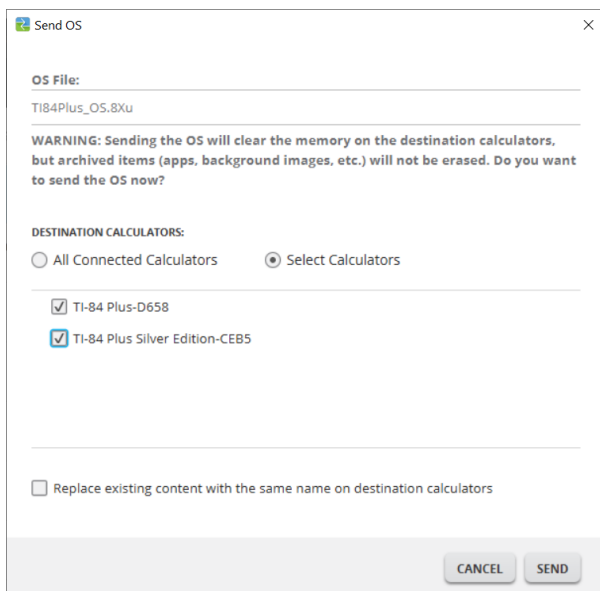 Send OS
OS File:
TI84Plus_OS.8Xu
WARNING: Sending the OS will clear the memory on the destination calculators,
but archived items (apps, background images, etc.) will not be erased. Do you want
to send the OS now?
DESTINATION CALCULATORS:
All Connected Calculators
Select Calculators
TI-84 Plus-D658
TI-84 Plus Silver Edition-CEB5
Replace existing content with the same name on destination calculators
CANCEL
SEND